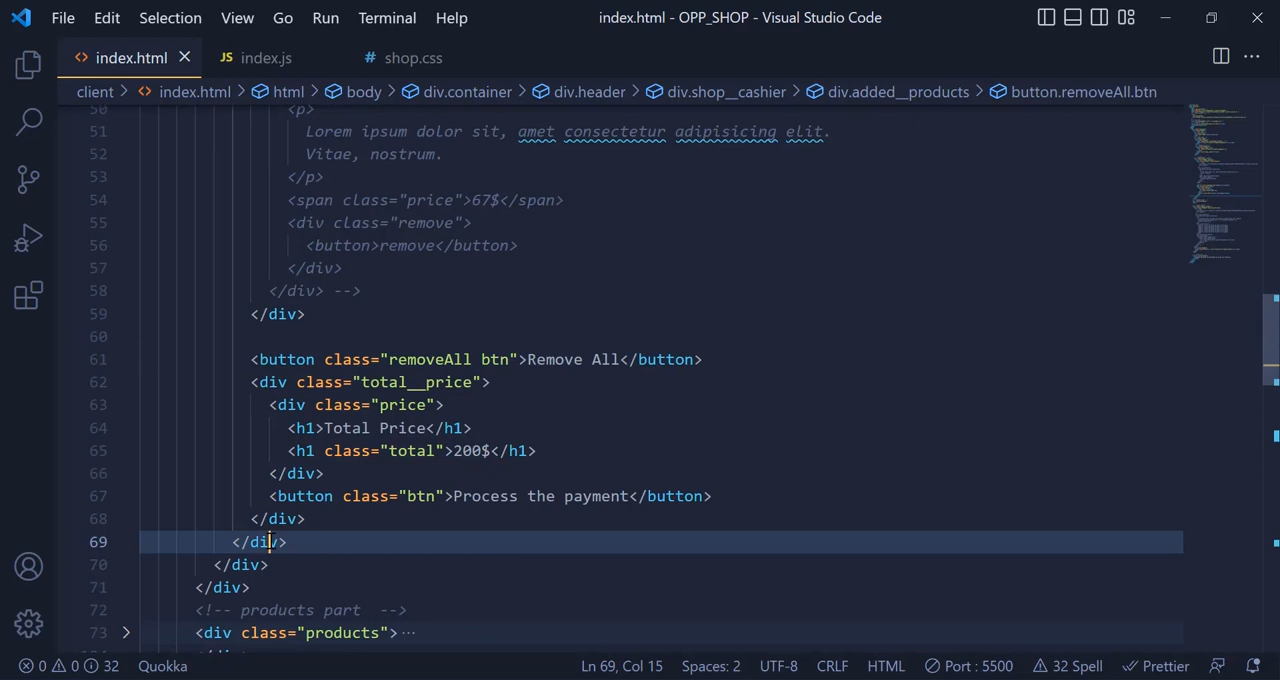 File Edit Selection View Go Run Terminal Help index.html - OPP_SHOP - Visual Studio Code
index.html JS index.js # shop.css
client > index.html > html > body > div.container > div.header > div.shop__cashier > div.added__products > button.removeAll.btn
50 <p>
51 Lorem ipsum dolor sit, amet consectetur adipisicing elit.
52 Vitae, nostrum.
53 </p>
54 <span class="price">67$</span>
55 <div class="remove">
56 <button>remove</button>
57 </div>
58 </div> -->
59 </div>
60
61 <button class="removeAll btn">Remove All</button>
62 <div class="total__price">
63 <div class="price">
64 <h1>Total Price</h1>
65 <h1 class="total">200$</h1>
66 </div>
67 <button class="btn">Process the payment</button>
68 </div>
69 </div>
70 </div>
71 </div>
72 <!-- products part -->
73 <div class="products">...
0 0 32 Quokka Ln 69, Col 15 Spaces: 2 UTF-8 CRLF HTML Port : 5500 32 Spell Prettier